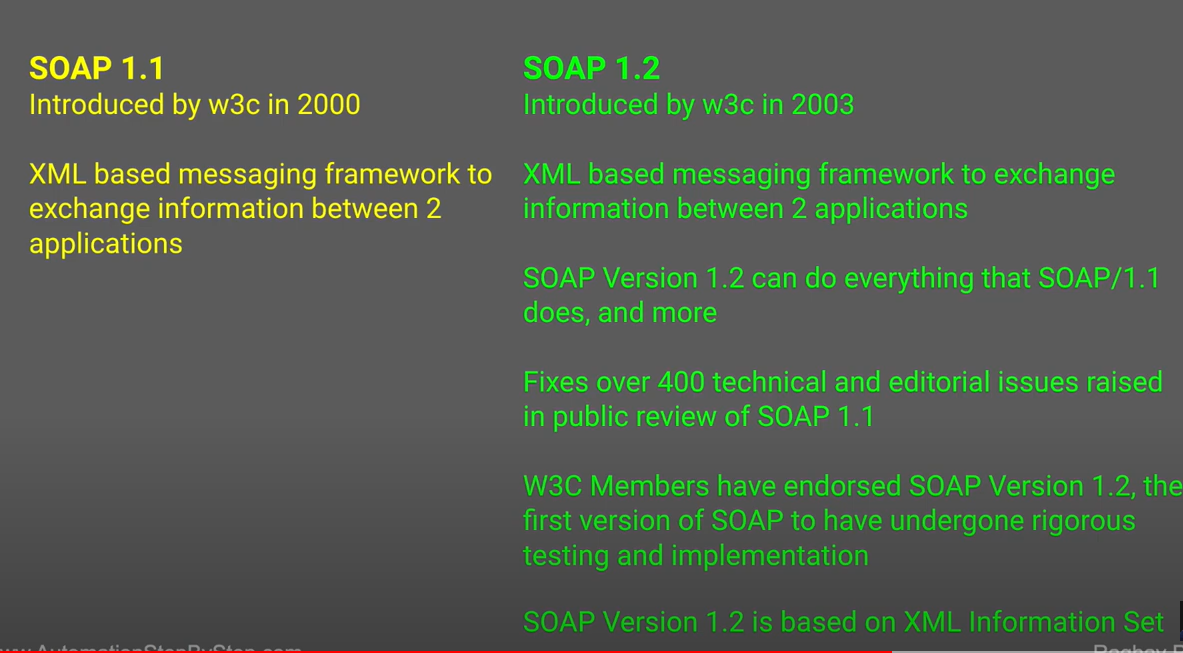 SOAP 1.1
Introduced by w3c in 2000
XML based messaging framework to
exchange information between 2
applications
SOAP 1.2
Introduced by w3c in 2003
XML based messaging framework to exchange
information between 2 applications
SOAP Version 1.2 can do everything that SOAP/1.1
does, and more
Fixes over 400 technical and editorial issues raised
in public review of SOAP 1.1
W3C Members have endorsed SOAP Version 1.2, the
first version of SOAP to have undergone rigorous
testing and implementation
SOAP Version 1.2 is based on XML Information Set